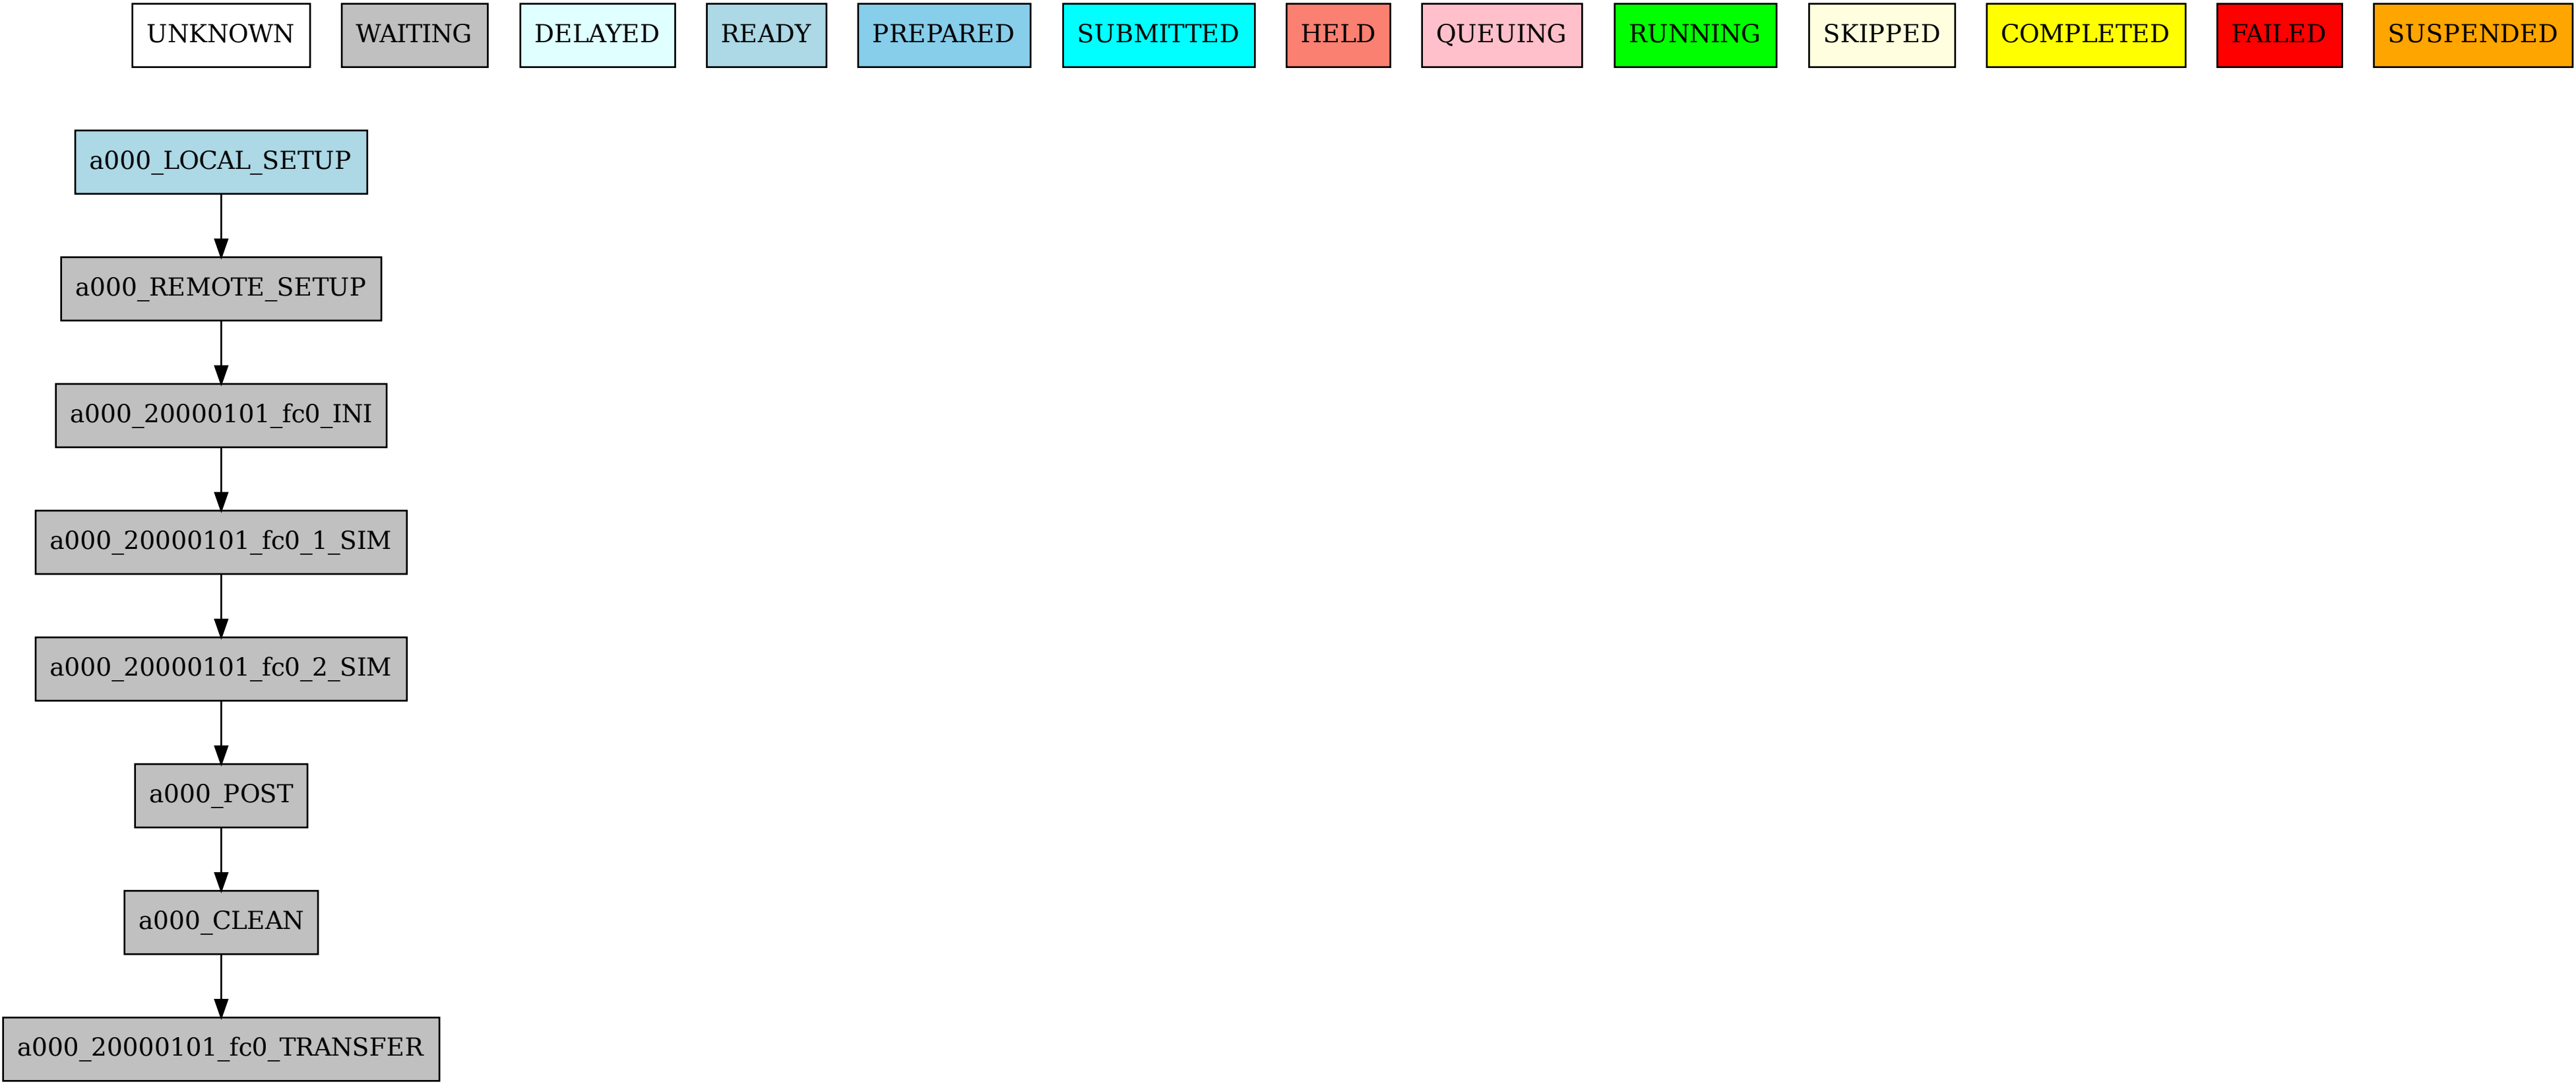 UNKNOWN WAITING DELAYED READY PREPARED SUBMITTED HELD QUEUING RUNNING SKIPPED COMPLETED FAILED SUSPENDED
a000_LOCAL_SETUP
a000_REMOTE_SETUP
a000_20000101_fc0_INI
a000_20000101_fc0_1_SIM
a000_20000101_fc0_2_SIM
a000_POST
a000_CLEAN
a000_20000101_fc0_TRANSFER